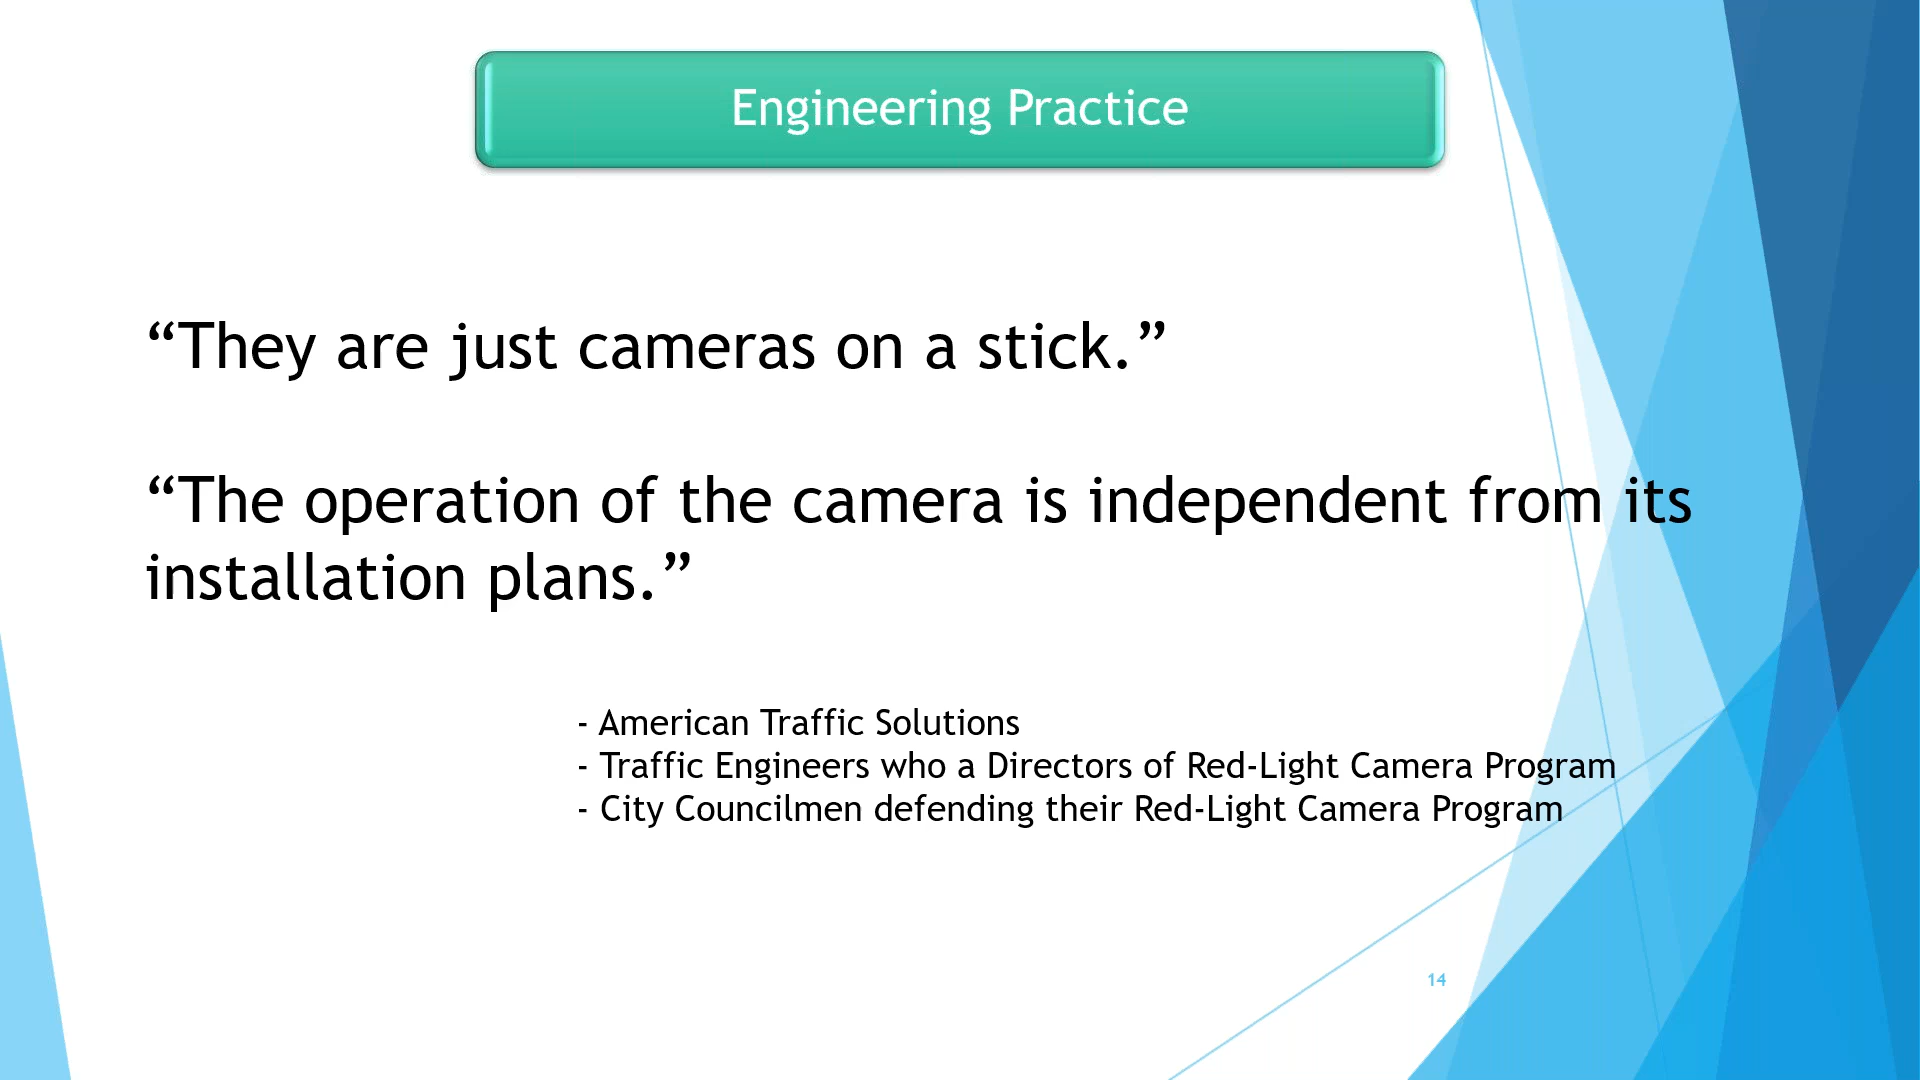 Engineering Practice
“They are just cameras on a stick.”
“The operation of the camera is independent from its
installation plans.”
- American Traffic Solutions
- Traffic Engineers who a Directors of Red-Light Camera Program
- City Councilmen defending their Red-Light Camera Program
14